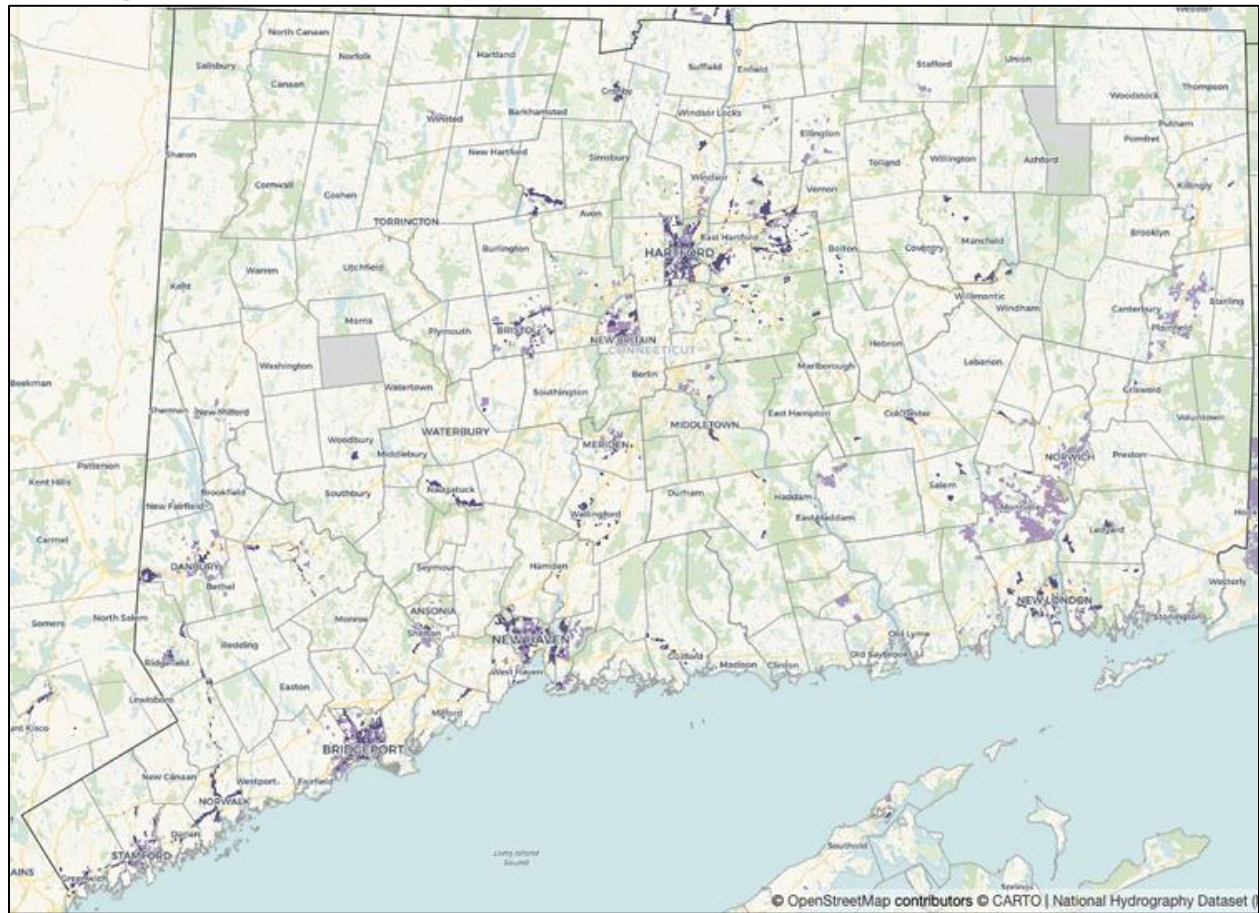 Webster
North Canaan
Hartland
Norfolk
Union
Stafford
Salisbury
Suffield
Enfield
Canaan
Thompson
Granby
Woodstock
Barkhamsted
Windsor Locks
Winsted
Putnam
Ellington
Pomfret
New Hartford
Sharon
Simsbury
Tolland
Willington
Ashford
Windsor
Cornwall
Vernon
Killingly
Goshen
Avon
TORRINGTON
East Hartford
Brooklyn
Mansfield
Burlington
Bolton
Coventry
HARTFORD
Litchfield
Warren
Kent
Willimantic
Sterling
Windham
Canterbury
Morris
Plainfield
Plymouth
BRISTOL
NEW BRITAIN
Hebron
CONNECTICUT
Lebanon
Washington
Marlborough
Berlin
Beekman
Watertown
Southington
Griswold
Sherman
New Milford
East Hampton
Colchester
Voluntown
MIDDLETOWN
WATERBURY
Woodbury
MERIDEN
Middlebury
NORWICH
Preston
Patterson
Kent Hills
Salem
Naugatuck
Brookfield
Southbury
Durham
Haddam
New Fairfield
Montville
Wallingford
East Haddam
Ledyard
Carmel
DANBURY
Seymour
Hamden
Bethel
Westerly
NEW LONDON
ANSONIA
North Salem
Somers
Monroe
Stonington
Shelton
Old Lyme
NEW HAVEN
Redding
Old Saybrook
Guilford
Ridgefield
Madison
Clinton
West Haven
Easton
Lewisboro
Milford
unt Kisco
BRIDGEPORT
New Canaan
Westport
Fairfield
NORWALK
Darien
Southold
STAMFORD
Long Island
Sound
AINS
Greenwich
Springs
© OpenStreetMap contributors © CARTO | National Hydrography Dataset